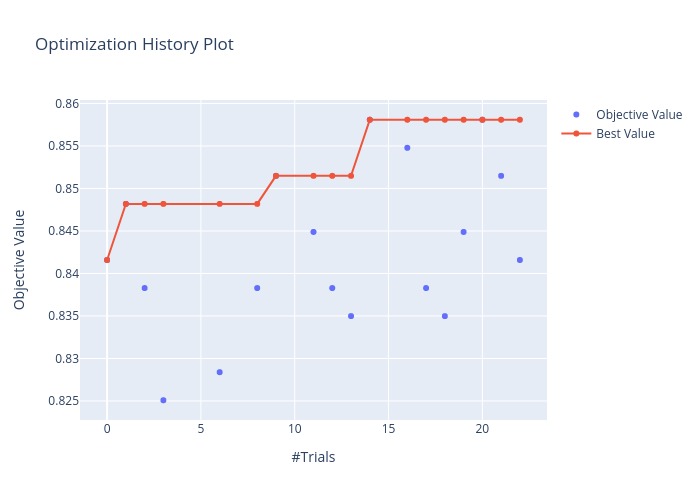 Optimization History Plot
Objective Value
Best Value
0.86
0.855
0.85
0.845
0.84
0.835
0.83
0.825
Objective Value
0
5
10
15
20
#Trials